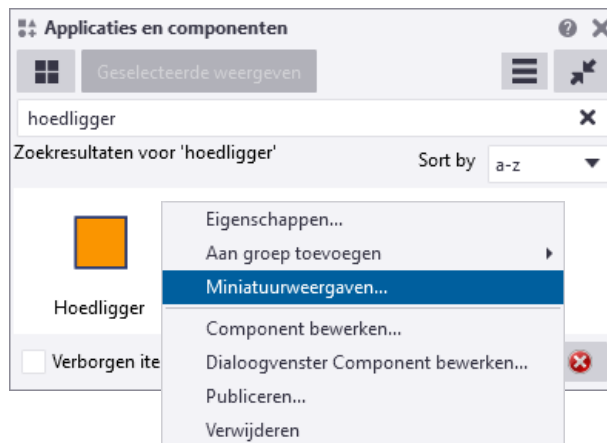 Applicaties en componenten
Geselecteerde weergeven
hoedligger
Zoekresultaten voor 'hoedligger'
Sort by
a-z
Eigenschappen...
Aan groep toevoegen
Miniatuurweergaven...
Hoedligger
Component bewerken...
Verborgen ite
Dialoogvenster Component bewerken...
Publiceren...
Verwijderen